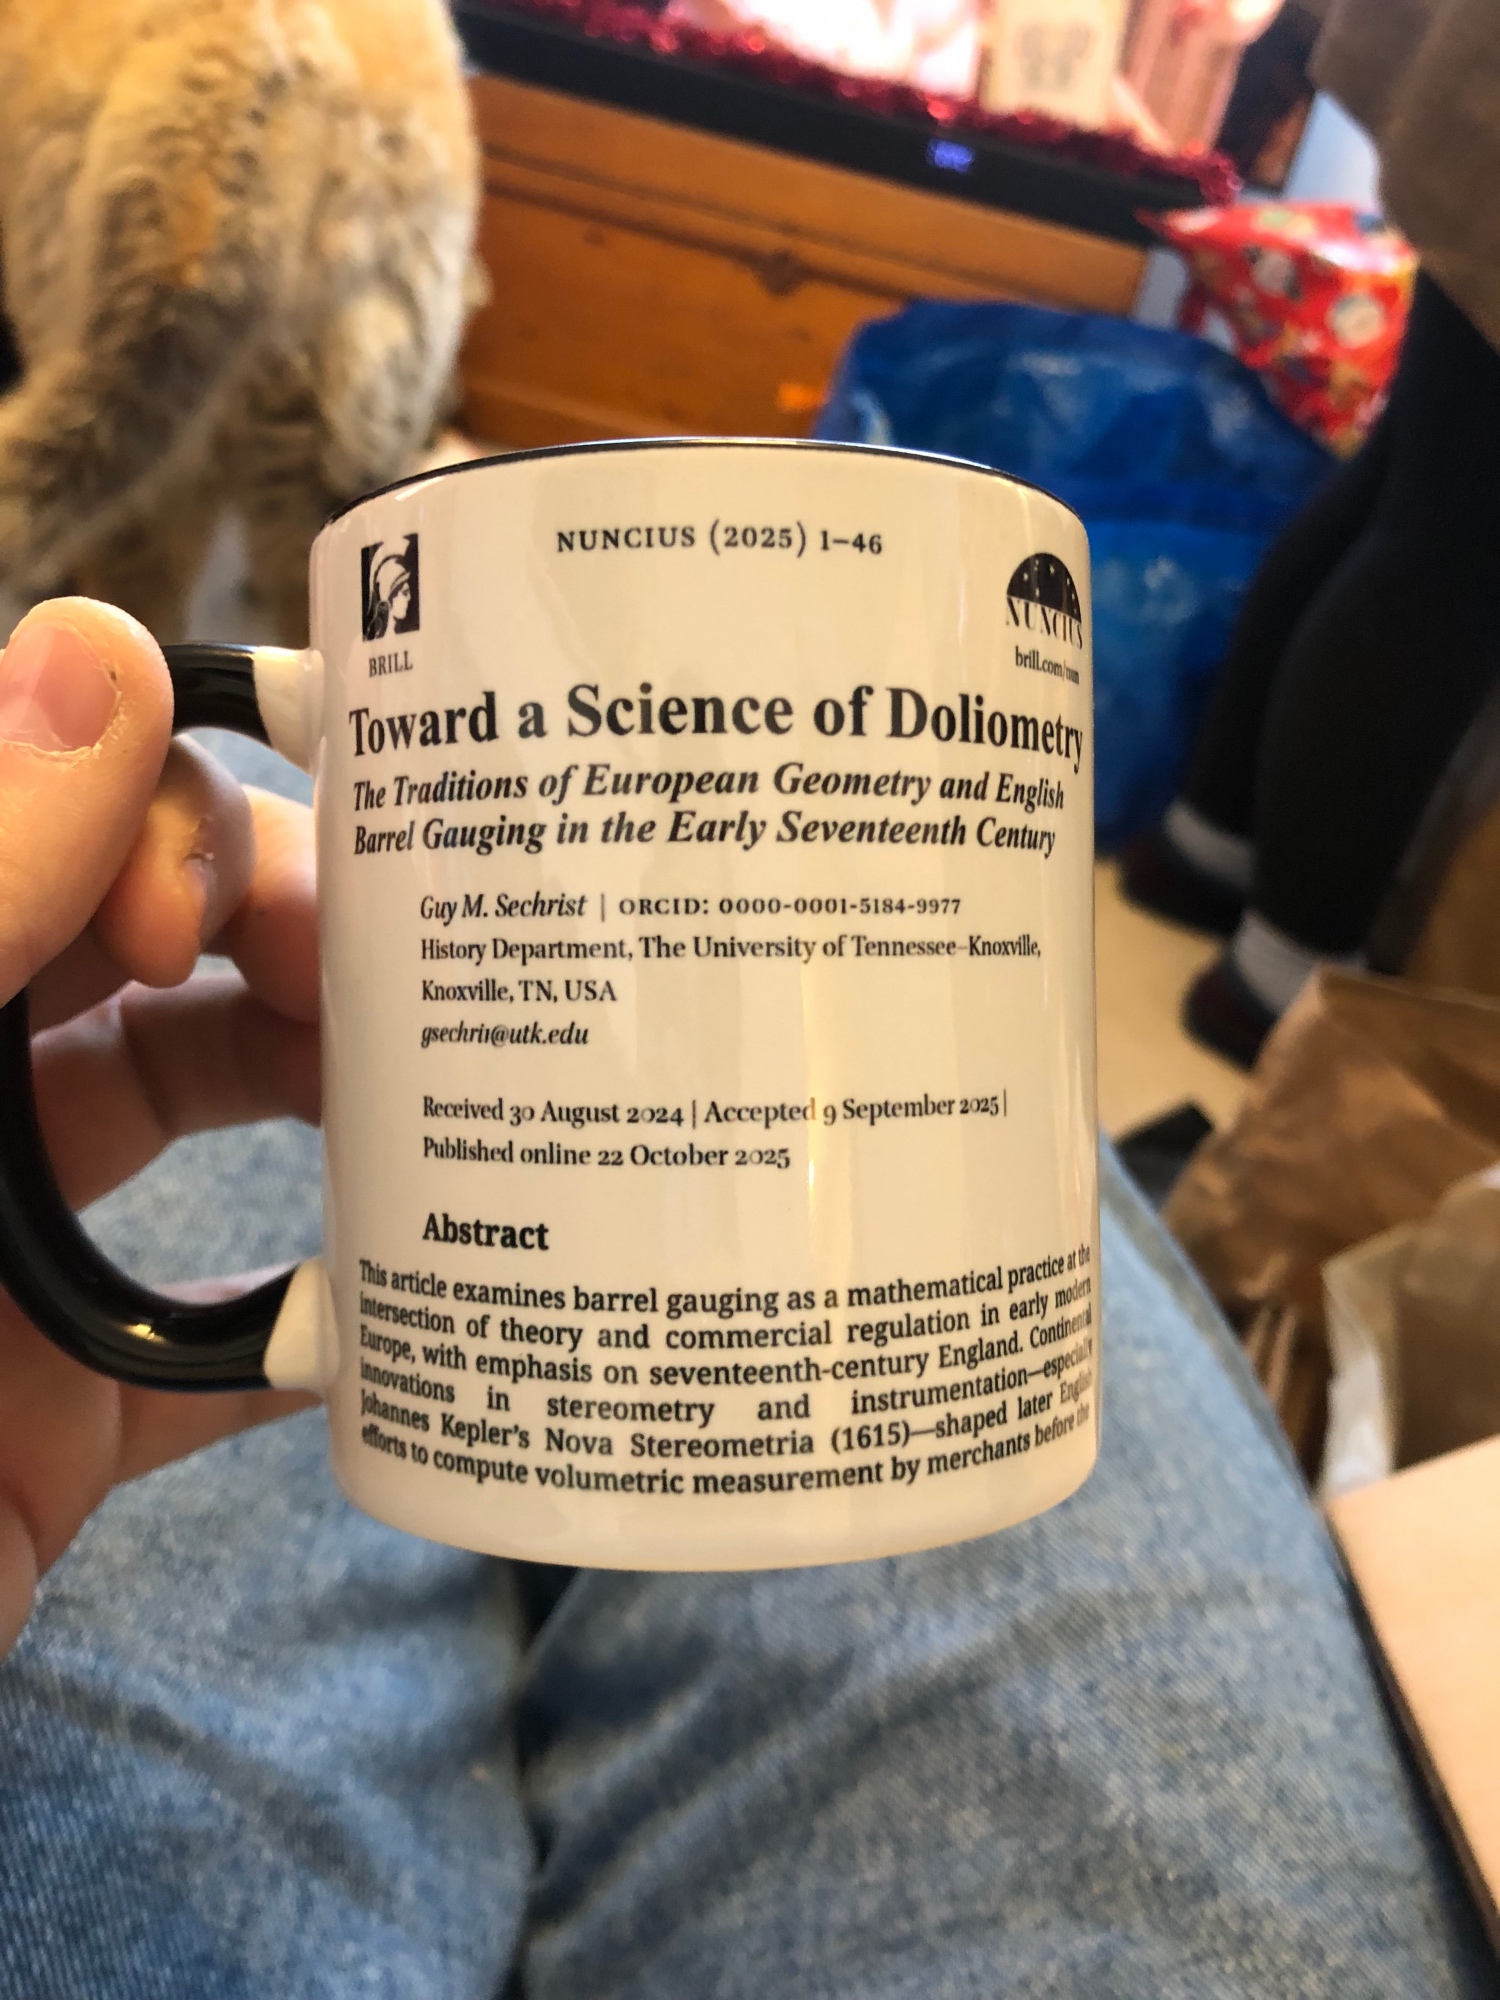 NUNCIUS (2025) 1–46
BRILL
NUNCIUS
brill.com/nun
Toward a Science of Doliometry
The Traditions of European Geometry and English
Barrel Gauging in the Early Seventeenth Century
Guy M. Sechrist | ORCID: 0000-0001-5184-9977
History Department, The University of Tennessee–Knoxville,
Knoxville, TN, USA
gsechri1@utk.edu
Received 30 August 2024 | Accepted 9 September 2025 |
Published online 22 October 2025
Abstract
This article examines barrel gauging as a mathematical practice at the
intersection of theory and commercial regulation in early modern
Europe, with emphasis on seventeenth-century England. Continental
innovations in stereometry and instrumentation—especially
Johannes Kepler's Nova Stereometria (1615)—shaped later English
efforts to compute volumetric measurement by merchants before the